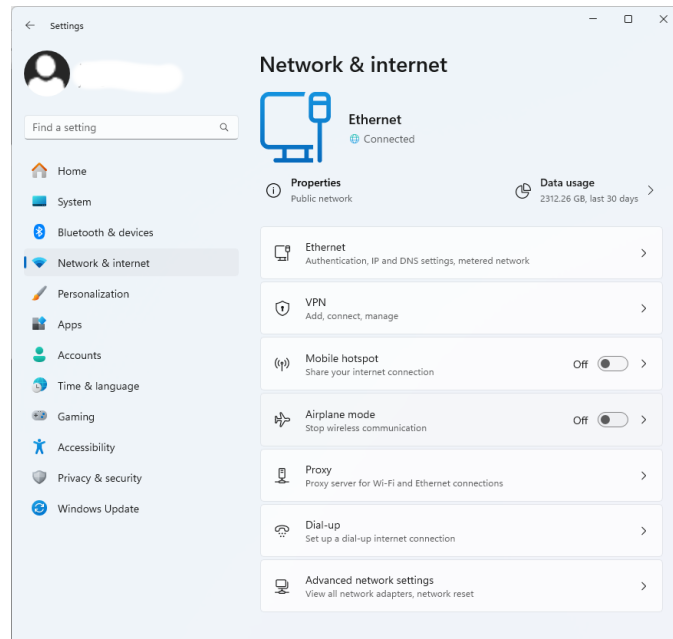 Settings
Network & internet
Ethernet
Connected
Find a setting
Properties
Public network
Data usage
2312.26 GB, last 30 days
Home
System
Bluetooth & devices
Network & internet
Personalization
Apps
Accounts
Time & language
Gaming
Accessibility
Privacy & security
Windows Update
Ethernet
Authentication, IP and DNS settings, metered network
VPN
Add, connect, manage
Mobile hotspot
Share your internet connection
Off
Airplane mode
Stop wireless communication
Off
Proxy
Proxy server for Wi-Fi and Ethernet connections
Dial-up
Set up a dial-up internet connection
Advanced network settings
View all network adapters, network reset